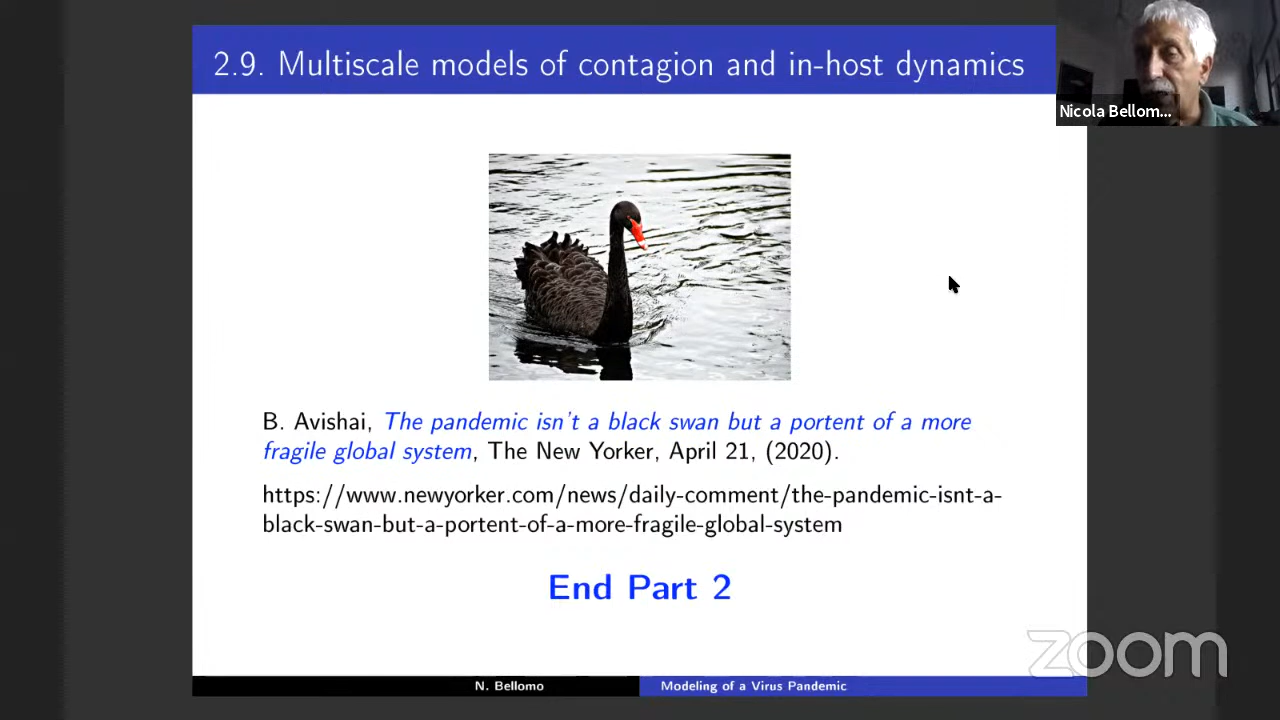 2.9. Multiscale models of contagion and in-host dynamics
Nicola Bellom...
B. Avishai, The pandemic isn't a black swan but a portent of a more
fragile global system, The New Yorker, April 21, (2020).
https://www.newyorker.com/news/daily-comment/the-pandemic-isnt-a-
black-swan-but-a-portent-of-a-more-fragile-global-system
End Part 2
zoom
N. Bellomo
Modeling of a Virus Pandemic